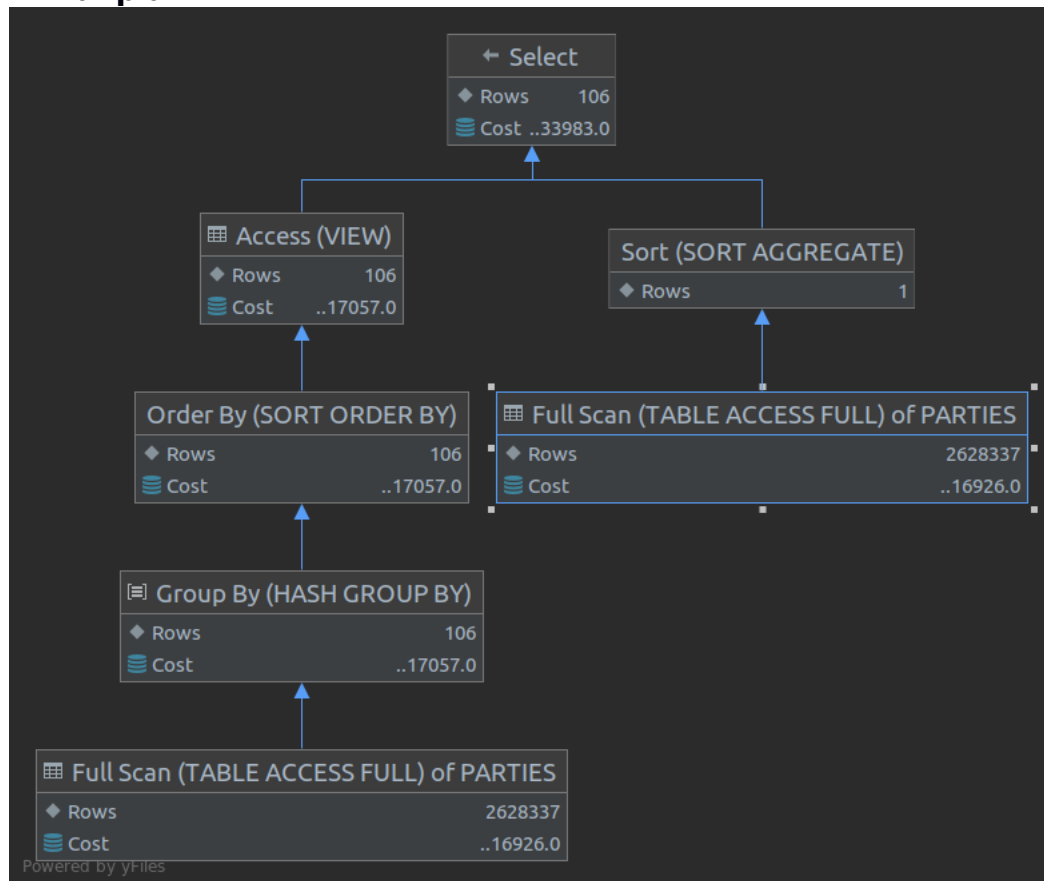 Select
Rows 106
Cost ..33983.0
Access (VIEW)
Rows 106
Cost ..17057.0
Sort (SORT AGGREGATE)
Rows 1
Order By (SORT ORDER BY)
Rows 106
Cost ..17057.0
Full Scan (TABLE ACCESS FULL) of PARTIES
Rows 2628337
Cost ..16926.0
Group By (HASH GROUP BY)
Rows 106
Cost ..17057.0
Full Scan (TABLE ACCESS FULL) of PARTIES
Rows 2628337
Cost ..16926.0
Powered by yFiles